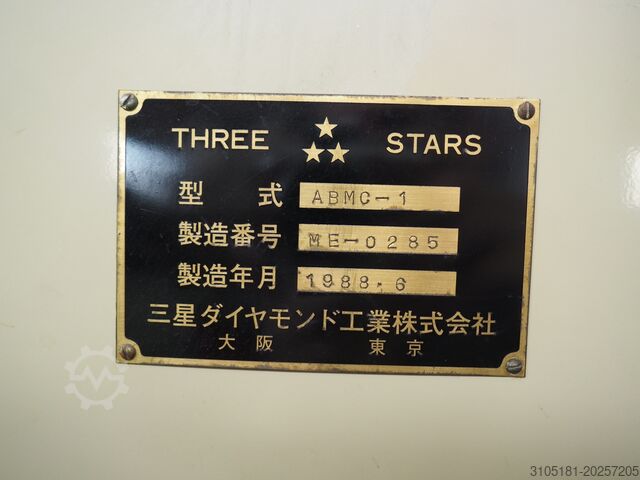 THREE STARS
型式 ABMC-1
製造番号 ME-0285
製造年月 1988.6
三星ダイヤモンド工業株式会社
大阪 東京
3105181-20257205